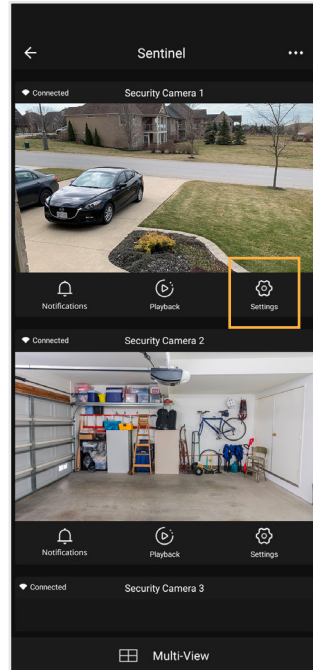 Sentinel
Connected Security Camera 1
Notifications Playback Settings
Connected Security Camera 2
Notifications Playback Settings
Connected Security Camera 3
Multi-View